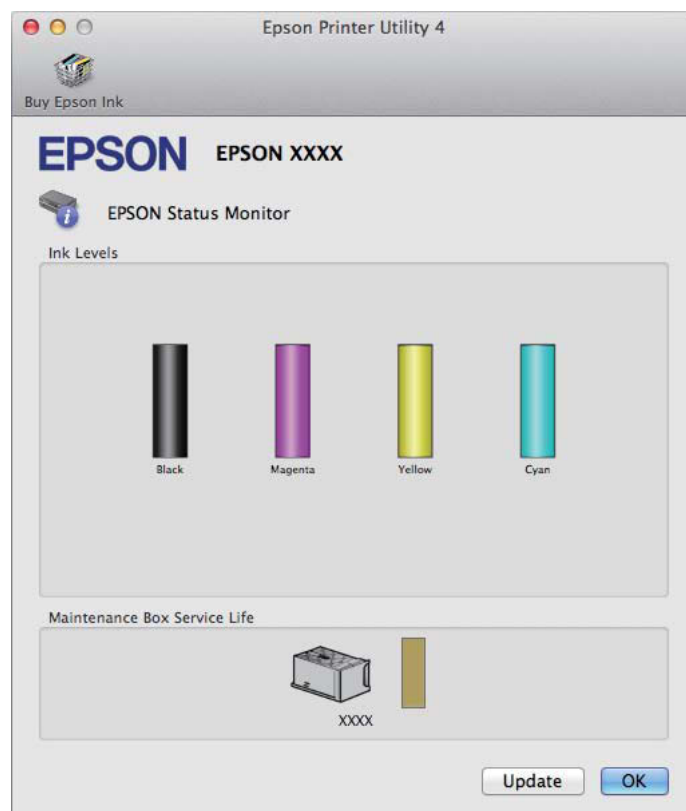 Epson Printer Utility 4
Buy Epson Ink
EPSON EPSON XXXX
EPSON Status Monitor
Ink Levels
Black Magenta Yellow Cyan
Maintenance Box Service Life
XXXX
Update OK